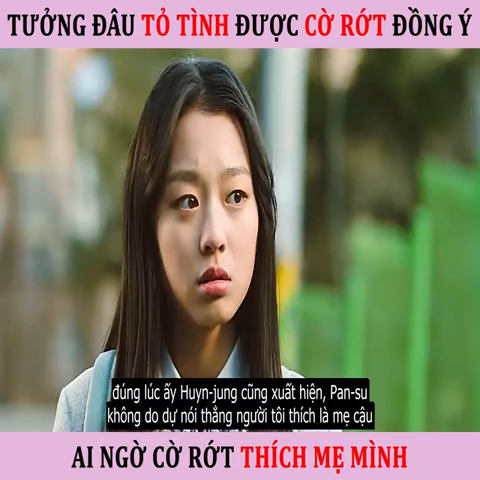 TƯỞNG ĐÂU TỎ TÌNH ĐƯỢC CỜ RỚT ĐỒNG Ý
đúng lúc ấy Huyn-jung cũng xuất hiện, Pan-su
không do dự nói thẳng người tôi thích là mẹ cậu
AI NGỜ CỜ RỚT THÍCH MẸ MÌNH